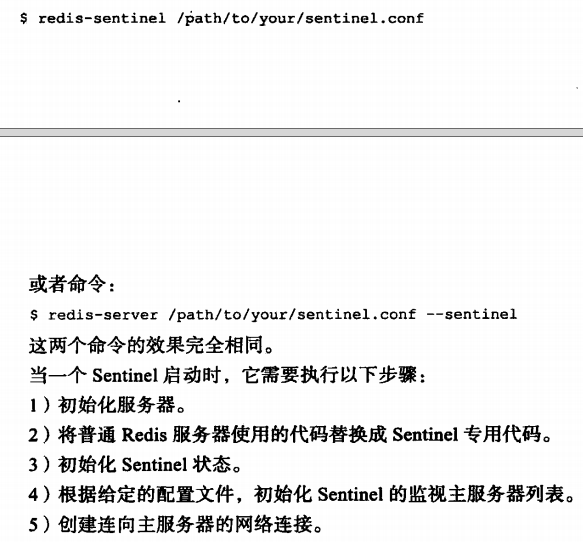 $ redis-sentinel /path/to/your/sentinel.conf
或者命令：
$ redis-server /path/to/your/sentinel.conf --sentinel
这两个命令的效果完全相同。
当一个 Sentinel 启动时，它需要执行以下步骤：
1）初始化服务器。
2）将普通 Redis 服务器使用的代码替换成 Sentinel 专用代码。
3）初始化 Sentinel 状态。
4）根据给定的配置文件，初始化 Sentinel 的监视主服务器列表。
5）创建连向主服务器的网络连接。